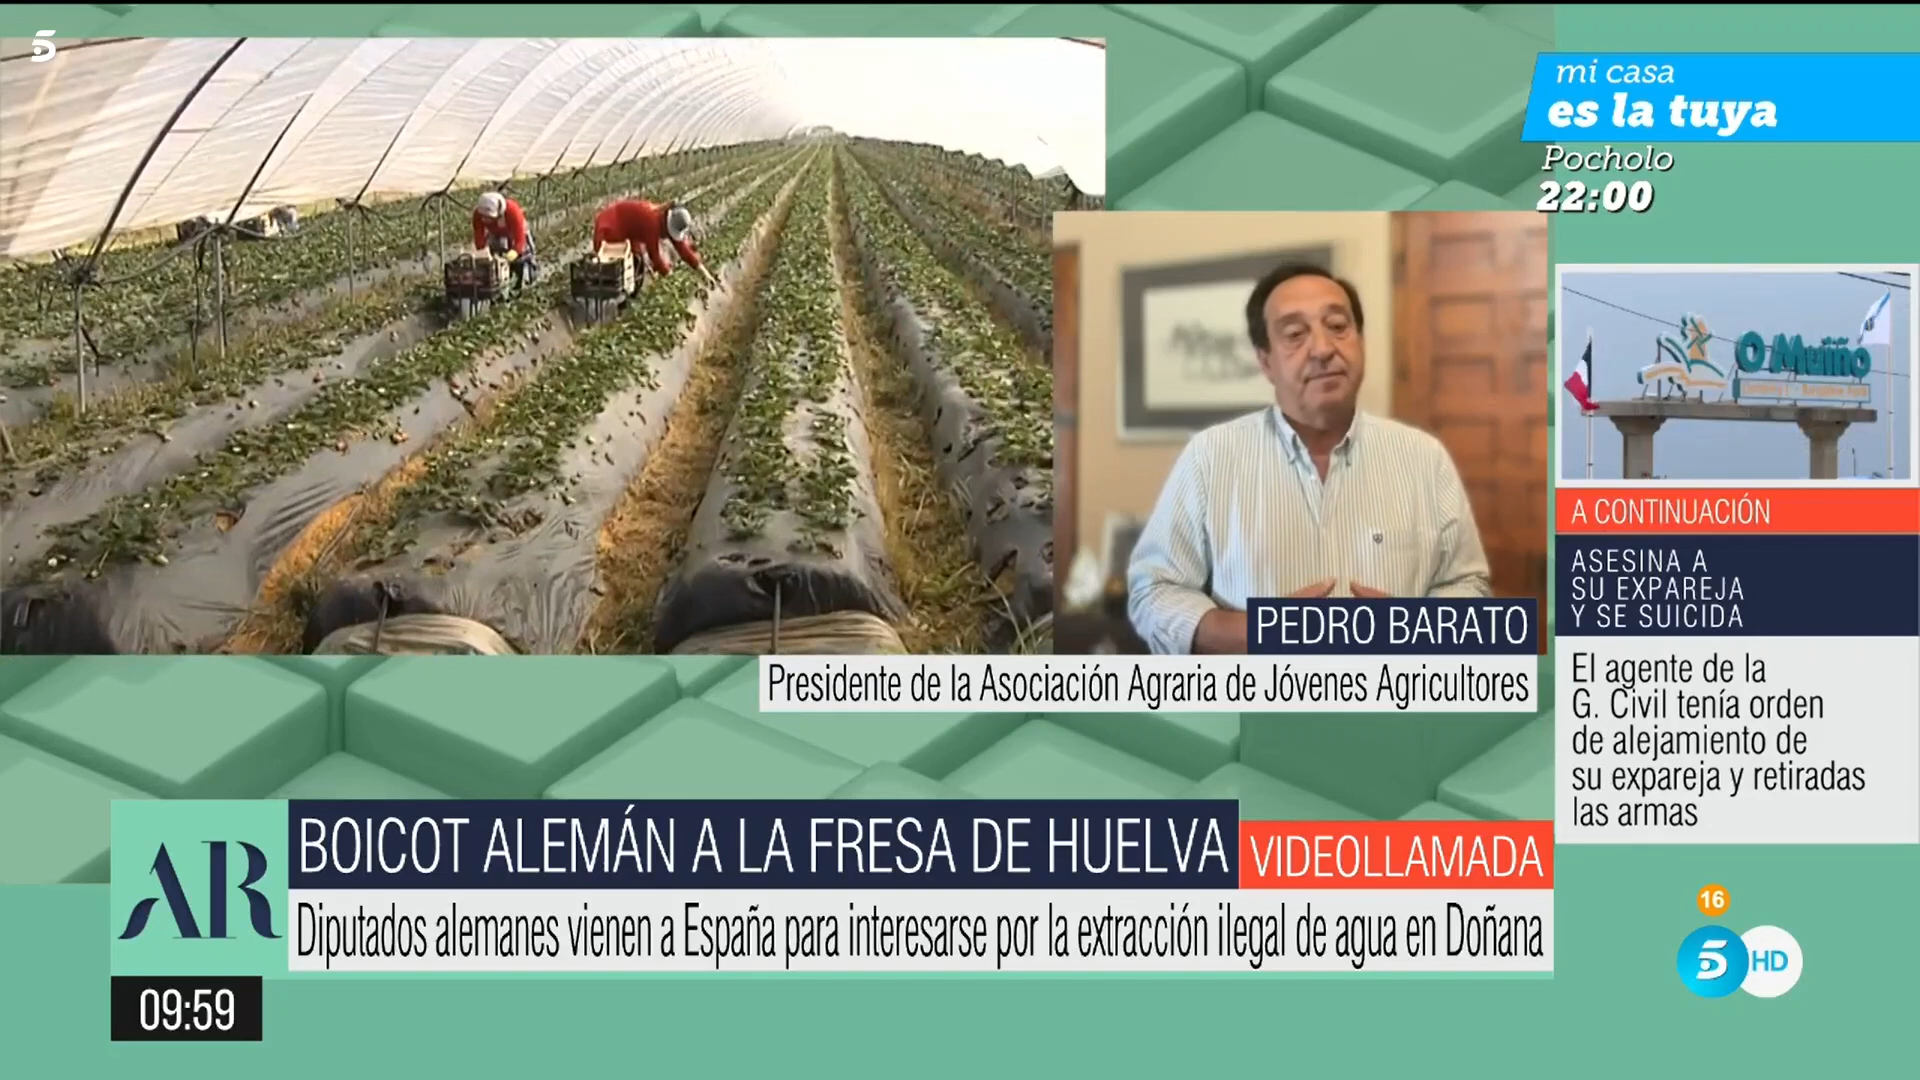 5
mi casa
es la tuya
Pocholo
22:00
O Muíño
A CONTINUACIÓN
ASESINA A
SU EXPAREJA
Y SE SUICIDA
El agente de la
G. Civil tenía orden
de alejamiento de
su expareja y retiradas
las armas
PEDRO BARATO
Presidente de la Asociación Agraria de Jóvenes Agricultores
AR
BOICOT ALEMÁN A LA FRESA DE HUELVA
VIDEOLLAMADA
Diputados alemanes vienen a España para interesarse por la extracción ilegal de agua en Doñana
09:59
16
5 HD